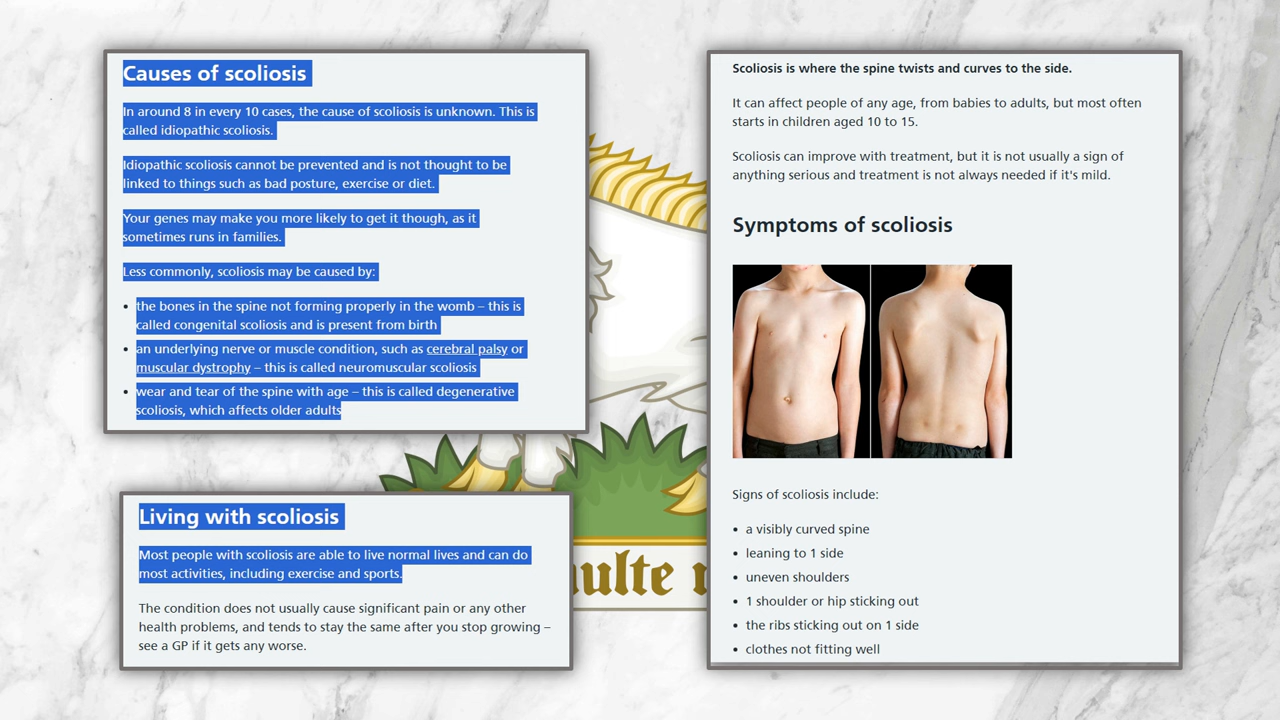 Causes of scoliosis
In around 8 in every 10 cases, the cause of scoliosis is unknown. This is
called idiopathic scoliosis.
Idiopathic scoliosis cannot be prevented and is not thought to be
linked to things such as bad posture, exercise or diet.
Your genes may make you more likely to get it though, as it
sometimes runs in families.
Less commonly, scoliosis may be caused by:
• the bones in the spine not forming properly in the womb – this is
called congenital scoliosis and is present from birth
• an underlying nerve or muscle condition, such as cerebral palsy or
muscular dystrophy – this is called neuromuscular scoliosis
• wear and tear of the spine with age – this is called degenerative
scoliosis, which affects older adults
Living with scoliosis
Most people with scoliosis are able to live normal lives and can do
most activities, including exercise and sports.
The condition does not usually cause significant pain or any other
health problems, and tends to stay the same after you stop growing –
see a GP if it gets any worse.
Scoliosis is where the spine twists and curves to the side.
It can affect people of any age, from babies to adults, but most often
starts in children aged 10 to 15.
Scoliosis can improve with treatment, but it is not usually a sign of
anything serious and treatment is not always needed if it's mild.
Symptoms of scoliosis
Signs of scoliosis include:
• a visibly curved spine
• leaning to 1 side
• uneven shoulders
• 1 shoulder or hip sticking out
• the ribs sticking out on 1 side
• clothes not fitting well